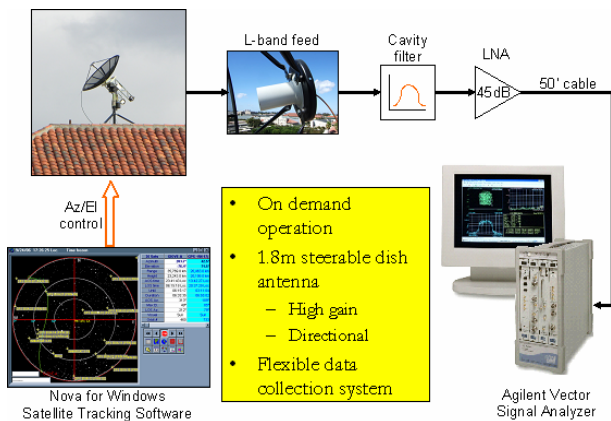 L-band feed
Cavity
filter
LNA
45dB
50' cable
Az/El
control
• On demand
operation
• 1.8m steerable dish
antenna
– High gain
– Directional
• Flexible data
collection system
Nova for Windows
Satellite Tracking Software
Agilent Vector
Signal Analyzer